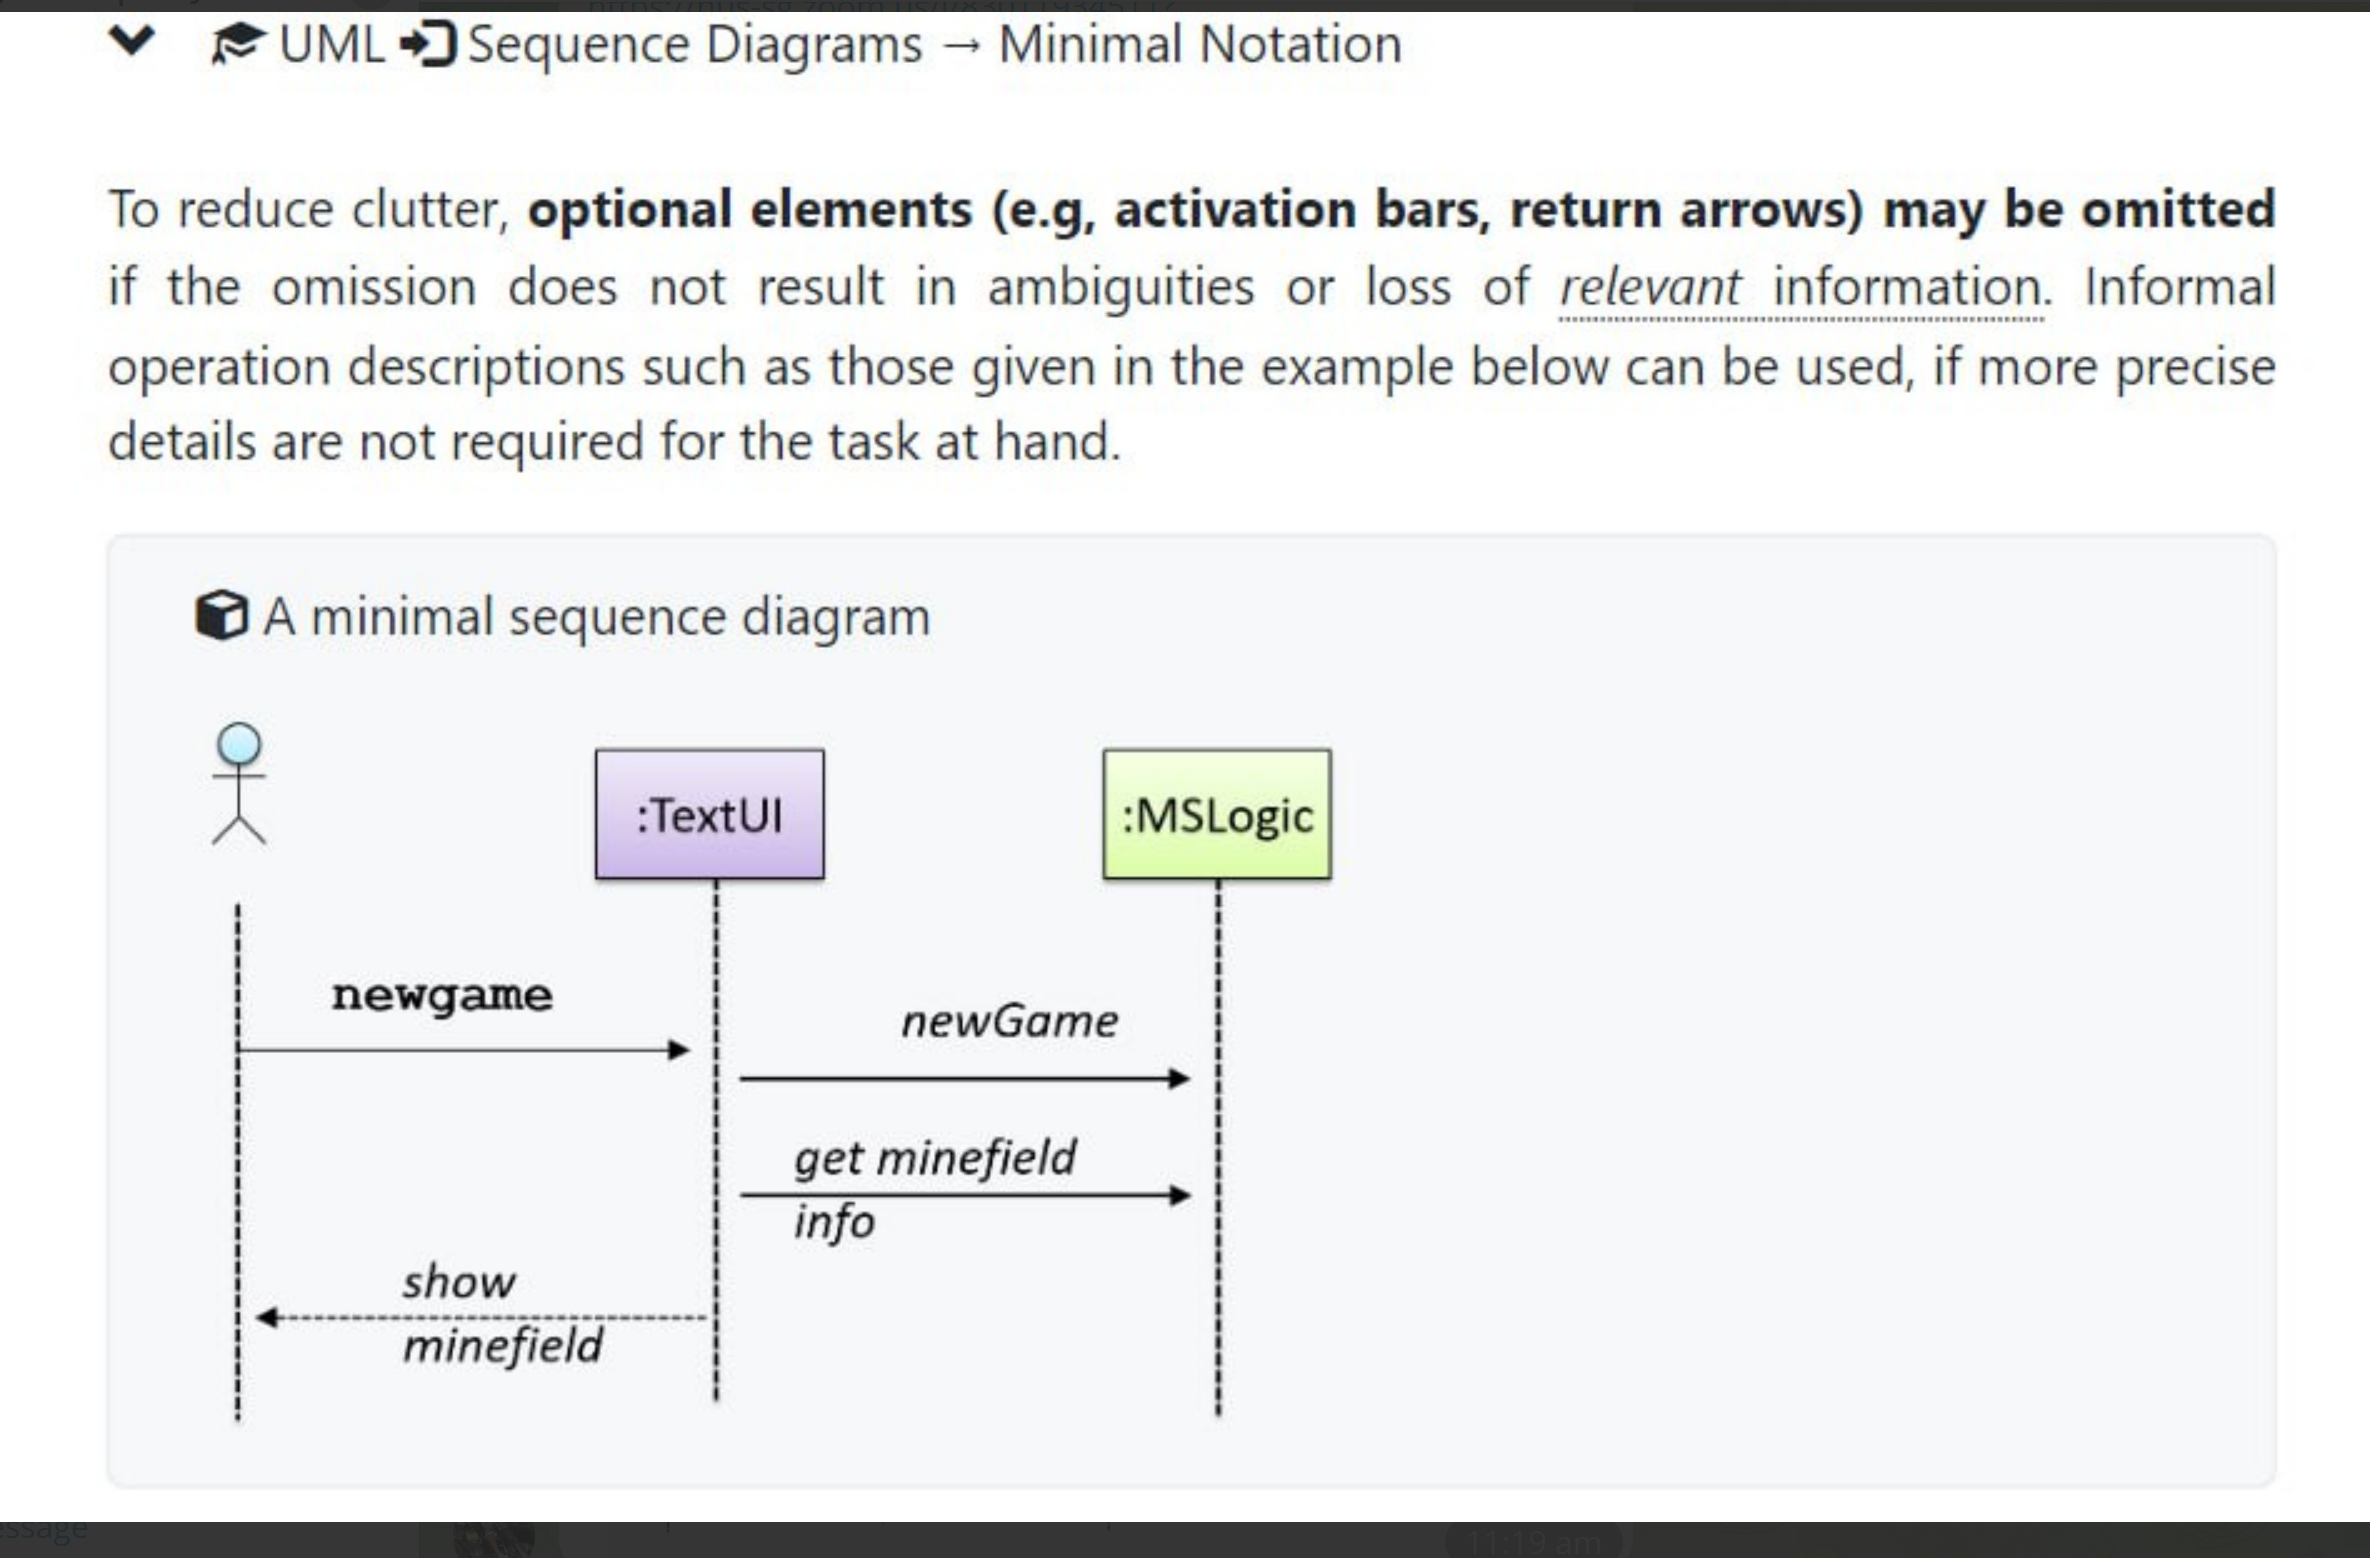 UML Sequence Diagrams → Minimal Notation
To reduce clutter, optional elements (e.g, activation bars, return arrows) may be omitted
if the omission does not result in ambiguities or loss of relevant information. Informal
operation descriptions such as those given in the example below can be used, if more precise
details are not required for the task at hand.
A minimal sequence diagram
:TextUI
:MSLogic
newgame
newGame
get minefield
info
show
minefield
11:19 am